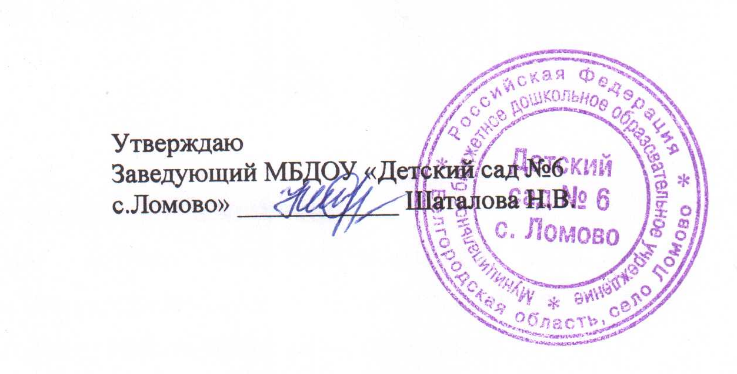 Утверждаю
Заведующий МБДОУ «Детский сад №6
с.Ломово» ______________ Шаталова Н.В.
* Российская Федерация *
Белгородская область, село Ломово
Муниципальное бюджетное дошкольное образовательное учреждение *
Детский
сад № 6
с. Ломово